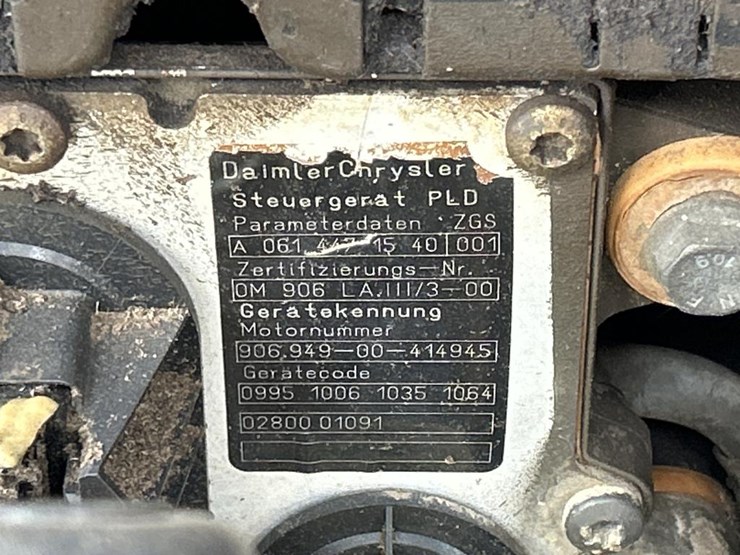 DaimlerChrysler
Steuergerät PLD
Parameterdaten ZGS
A 061 447 15 40 001
Zertifizierungs-Nr.
OM 906 LA.III/3-00
Gerätekennung
Motornummer
906.949-00-414945
Gerätecode
0995 1006 1035 1064
02800 01091